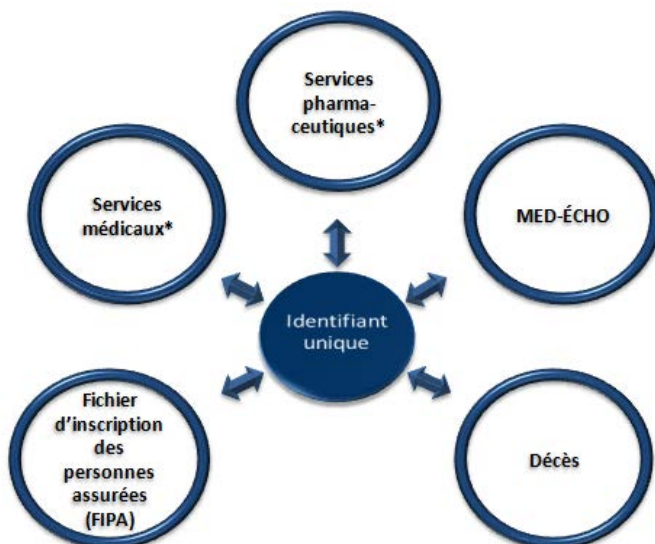 Services
pharma-
ceutiques*
Services
médicaux*
MED-ÉCHO
Identifiant
unique
Fichier
d'inscription
des
personnes
assurées
(FIPA)
Décès